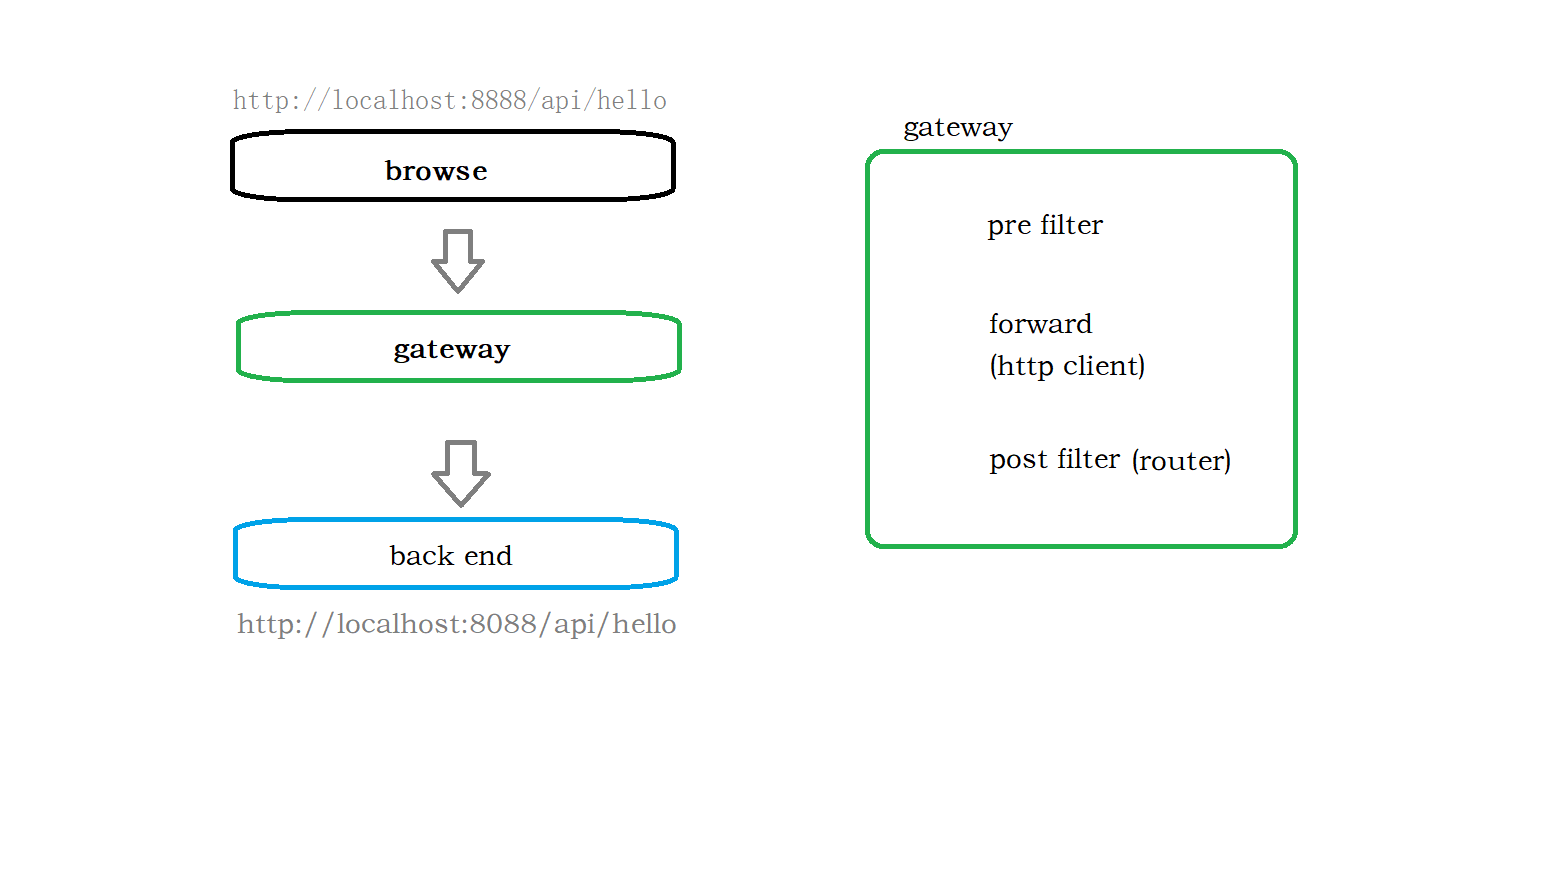 http://localhost:8888/api/hello
browse
gateway
back end
http://localhost:8088/api/hello
gateway
pre filter
forward
(http client)
post filter (router)